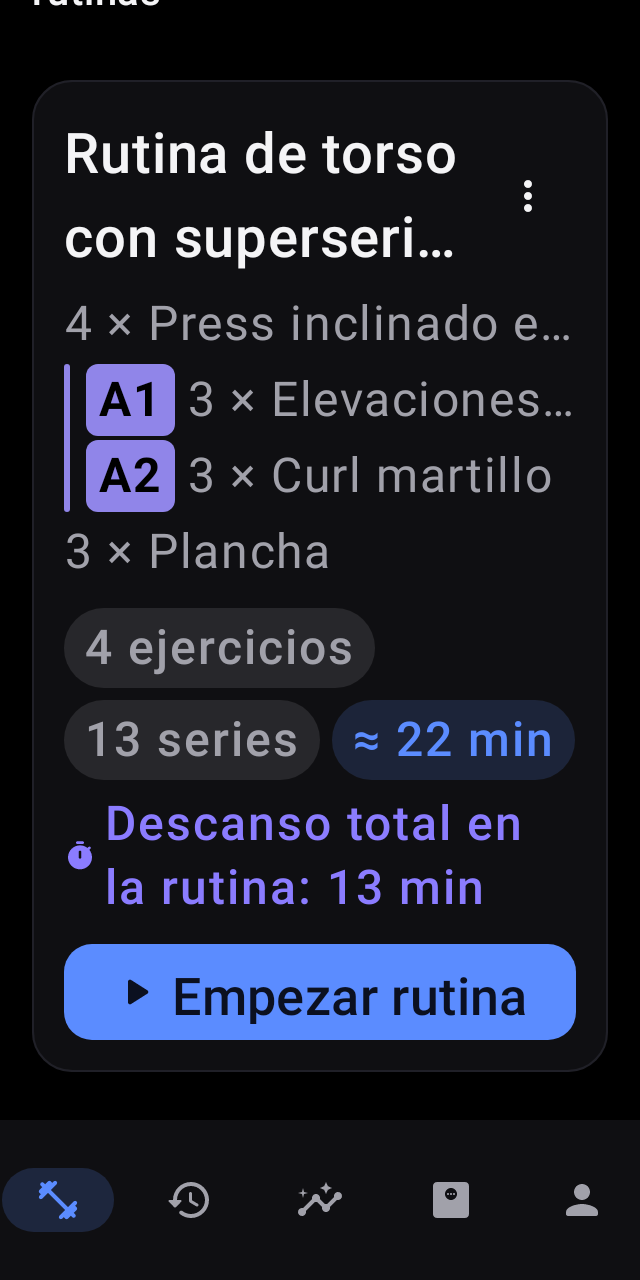 rutinas
Rutina de torso
con superseri…
4 × Press inclinado e…
A1 3 × Elevaciones…
A2 3 × Curl martillo
3 × Plancha
4 ejercicios
13 series
≈ 22 min
Descanso total en
la rutina: 13 min
Empezar rutina